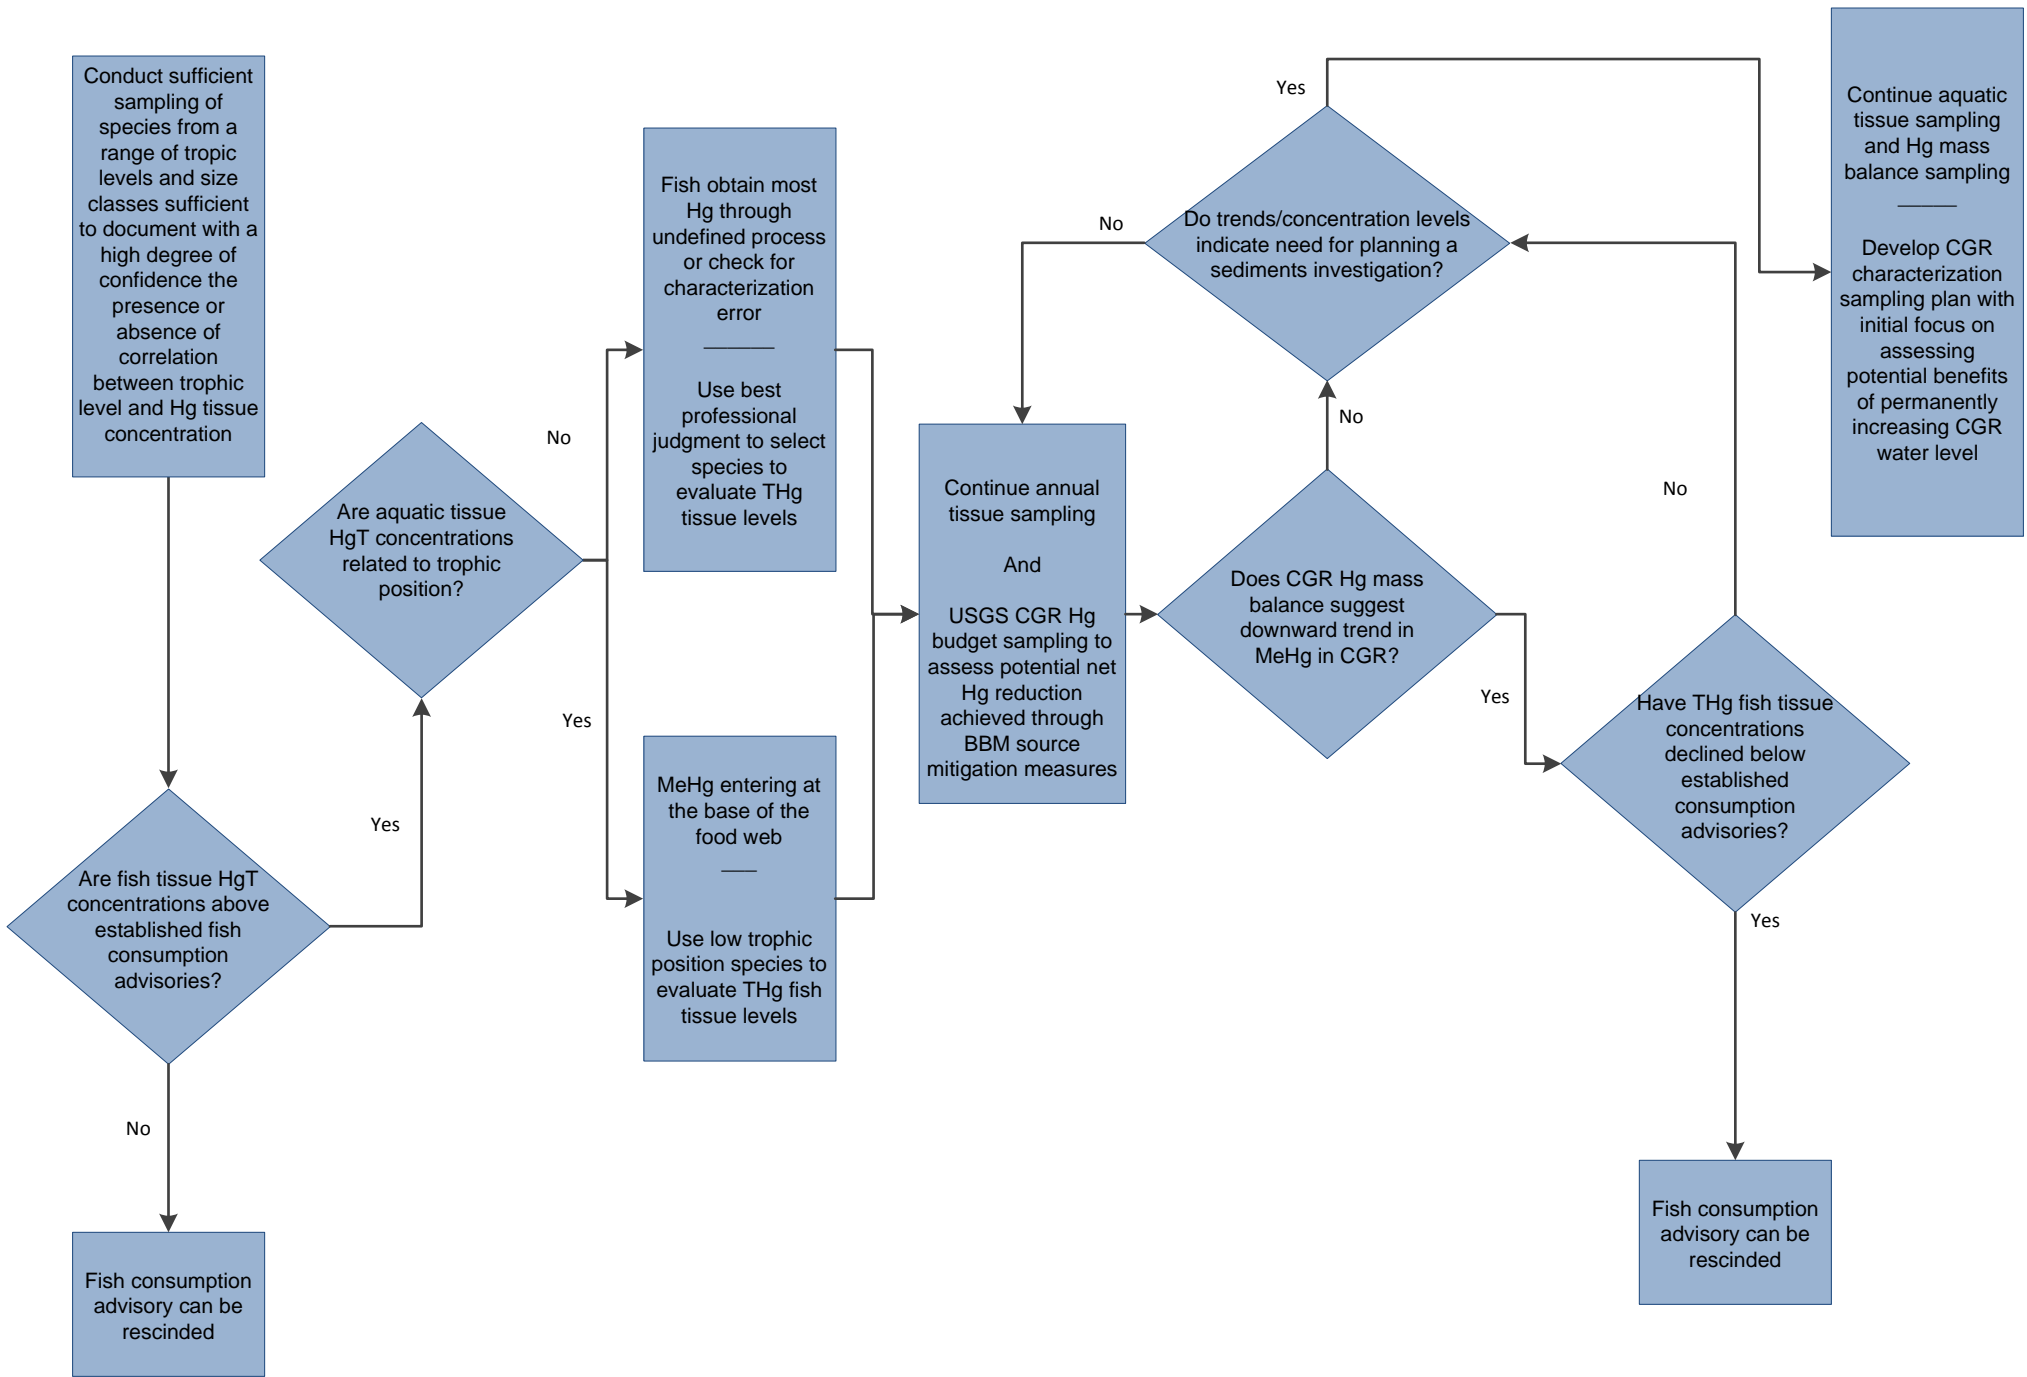 Conduct sufficient
sampling of
species from a
range of tropic
levels and size
classes sufficient
to document with a
high degree of
confidence the
presence or
absence of
correlation
between trophic
level and Hg tissue
concentration
Are fish tissue HgT
concentrations above
established fish
consumption
advisories?
No
Fish consumption
advisory can be
rescinded
Yes
Are aquatic tissue
HgT concentrations
related to trophic
position?
No
Fish obtain most
Hg through
undefined process
or check for
characterization
error
Use best
professional
judgment to select
species to
evaluate THg
tissue levels
Yes
MeHg entering at
the base of the
food web
Use low trophic
position species to
evaluate THg fish
tissue levels
Continue annual
tissue sampling
And
USGS CGR Hg
budget sampling to
assess potential net
Hg reduction
achieved through
BBM source
mitigation measures
Does CGR Hg mass
balance suggest
downward trend in
MeHg in CGR?
No
Do trends/concentration levels
indicate need for planning a
sediments investigation?
No
Yes
Continue aquatic
tissue sampling
and Hg mass
balance sampling
Develop CGR
characterization
sampling plan with
initial focus on
assessing
potential benefits
of permanently
increasing CGR
water level
Yes
Have THg fish tissue
concentrations
declined below
established
consumption
advisories?
No
Yes
Fish consumption
advisory can be
rescinded